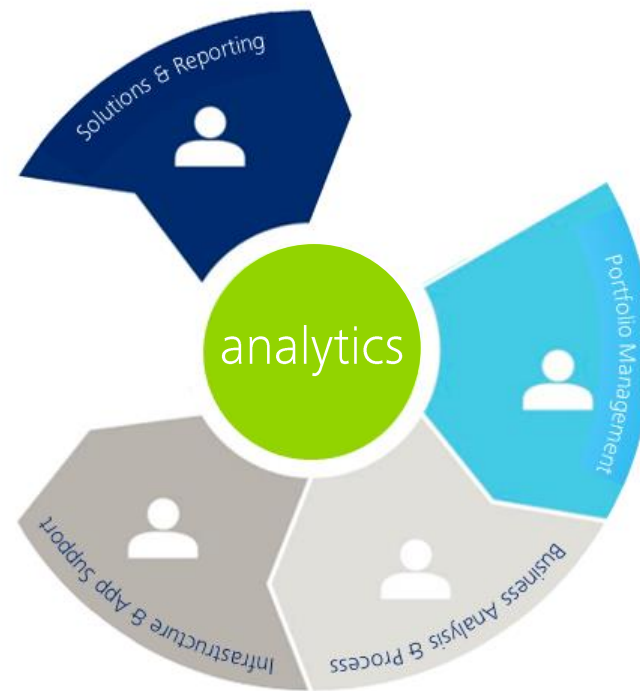 Solutions & Reporting
Portfolio Management
analytics
Business Analysis & Process
Infrastructure & App Support